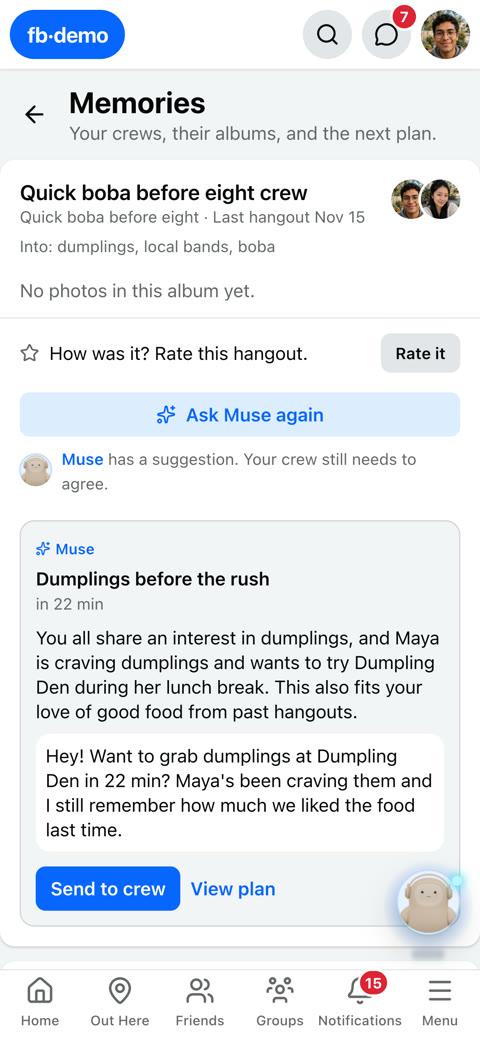 fb·demo
7
Memories
Your crews, their albums, and the next plan.
Quick boba before eight crew
Quick boba before eight · Last hangout Nov 15
Into: dumplings, local bands, boba
No photos in this album yet.
How was it? Rate this hangout.
Rate it
Ask Muse again
Muse has a suggestion. Your crew still needs to
agree.
Muse
Dumplings before the rush
in 22 min
You all share an interest in dumplings, and Maya
is craving dumplings and wants to try Dumpling
Den during her lunch break. This also fits your
love of good food from past hangouts.
Hey! Want to grab dumplings at Dumpling
Den in 22 min? Maya's been craving them and
I still remember how much we liked the food
last time.
Send to crew
View plan
15
Home
Out Here
Friends
Groups
Notifications
Menu